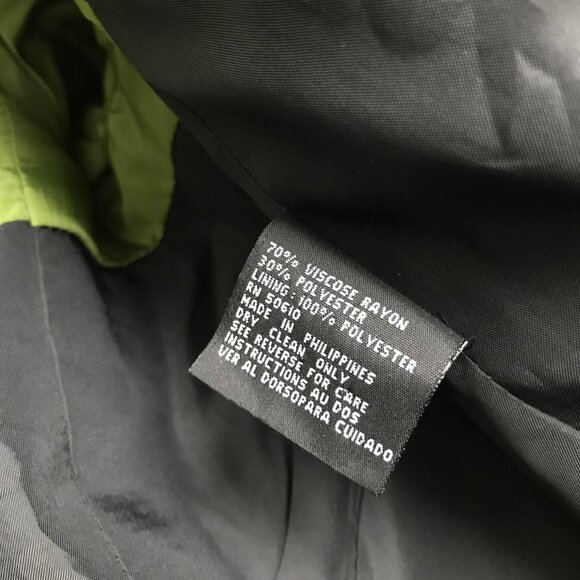 70% VISCOSE RAYON
30% POLYESTER
LINING: 100% POLYESTER
RN 50610
MADE IN PHILIPPINES
DRY CLEAN ONLY
SEE REVERSE FOR CARE
INSTRUCTIONS AU DOS
VER AL DORSOPARA CUIDADO